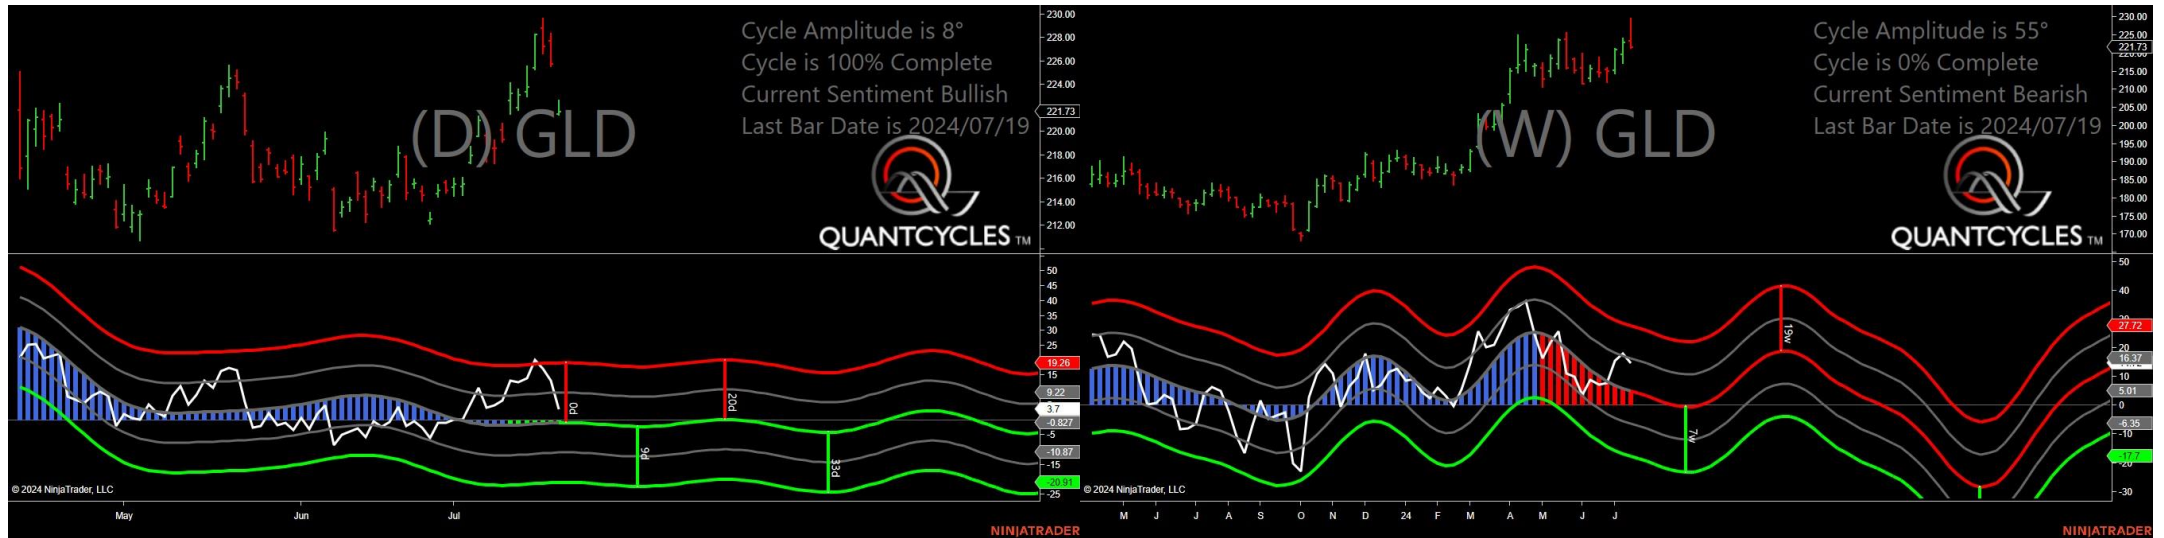 Cycle Amplitude is 8°
Cycle is 100% Complete
Current Sentiment Bullish
Last Bar Date is 2024/07/19
(D) GLD
QUANTCYCLES TM
230.00
228.00
226.00
224.00
221.73
220.00
218.00
216.00
214.00
212.00
50
45
40
35
30
25
19.26
15
9.22
3.7
-0.827
-5
-10.87
-15
-20.91
-25
0d
9d
20d
33d
© 2024 NinjaTrader, LLC
May
Jun
Jul
NINJATRADER
Cycle Amplitude is 55°
Cycle is 0% Complete
Current Sentiment Bearish
Last Bar Date is 2024/07/19
(W) GLD
QUANTCYCLES TM
230.00
225.00
221.73
215.00
210.00
205.00
200.00
195.00
190.00
185.00
180.00
175.00
170.00
50
40
27.72
20
16.37
10
5.01
0
-6.35
-10
-17.7
-30
7w
19w
© 2024 NinjaTrader, LLC
M J J A S O N D 24 F M A M J J
NINJATRADER